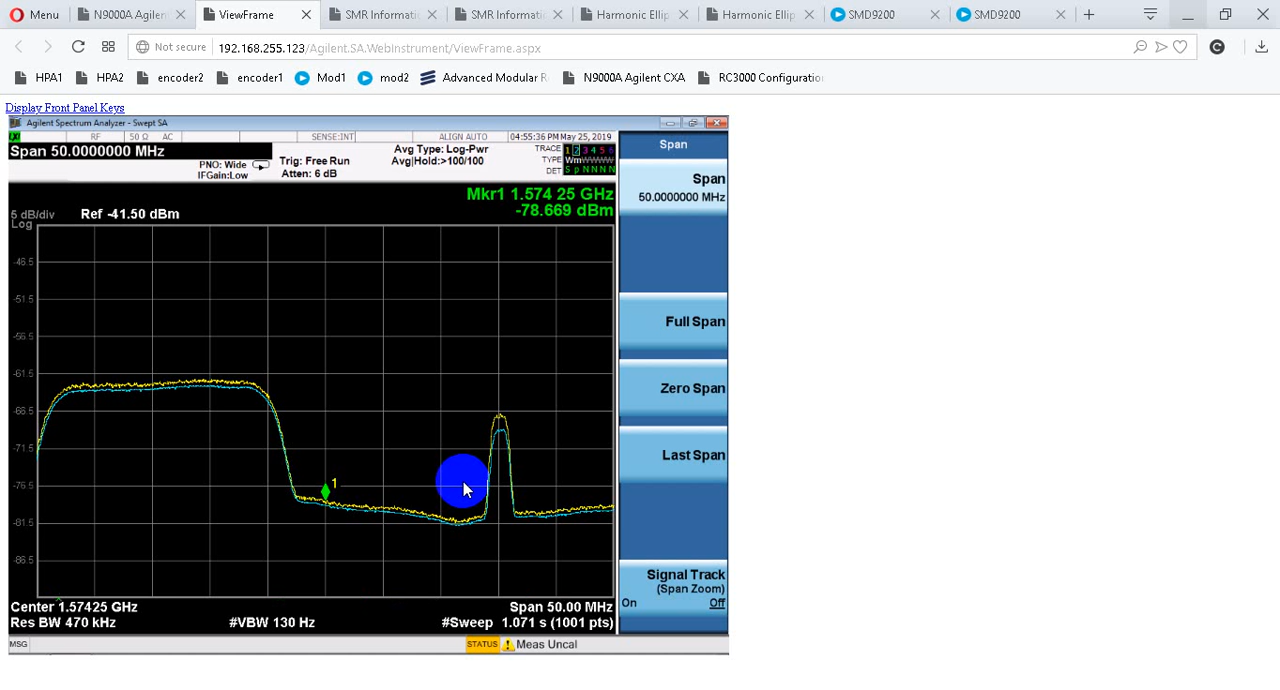 Menu
N9000A Agilen
ViewFrame
SMR Informati
SMR Informati
Harmonic Ellip
Harmonic Ellip
SMD9200
SMD9200
Not secure
192.168.255.123/Agilent.SA.WebInstrument/ViewFrame.aspx
HPA1
HPA2
encoder2
encoder1
Mod1
mod2
Advanced Modular R
N9000A Agilent CXA
RC3000 Configuratio
Display Front Panel Keys
Agilent Spectrum Analyzer - Swept SA
LXI
RF
50 Ω
AC
SENSE:INT
ALIGN AUTO
04:55:36 PM May 25, 2019
Span 50.0000000 MHz
PNO: Wide
IFGain:Low
Trig: Free Run
Atten: 6 dB
Avg Type: Log-Pwr
Avg|Hold:>100/100
TRACE 1 2 3 4 5 6
TYPE
DET S p N N N N
Mkr1 1.574 25 GHz
-78.669 dBm
5 dB/div
Log
Ref -41.50 dBm
-46.5
-51.5
-56.5
-61.5
-66.5
-71.5
-76.5
-81.5
-86.5
1
Center 1.57425 GHz
Span 50.00 MHz
Res BW 470 kHz
#VBW 130 Hz
#Sweep 1.071 s (1001 pts)
MSG
STATUS
Meas Uncal
Span
Span
50.0000000 MHz
Full Span
Zero Span
Last Span
Signal Track
(Span Zoom)
On
Off